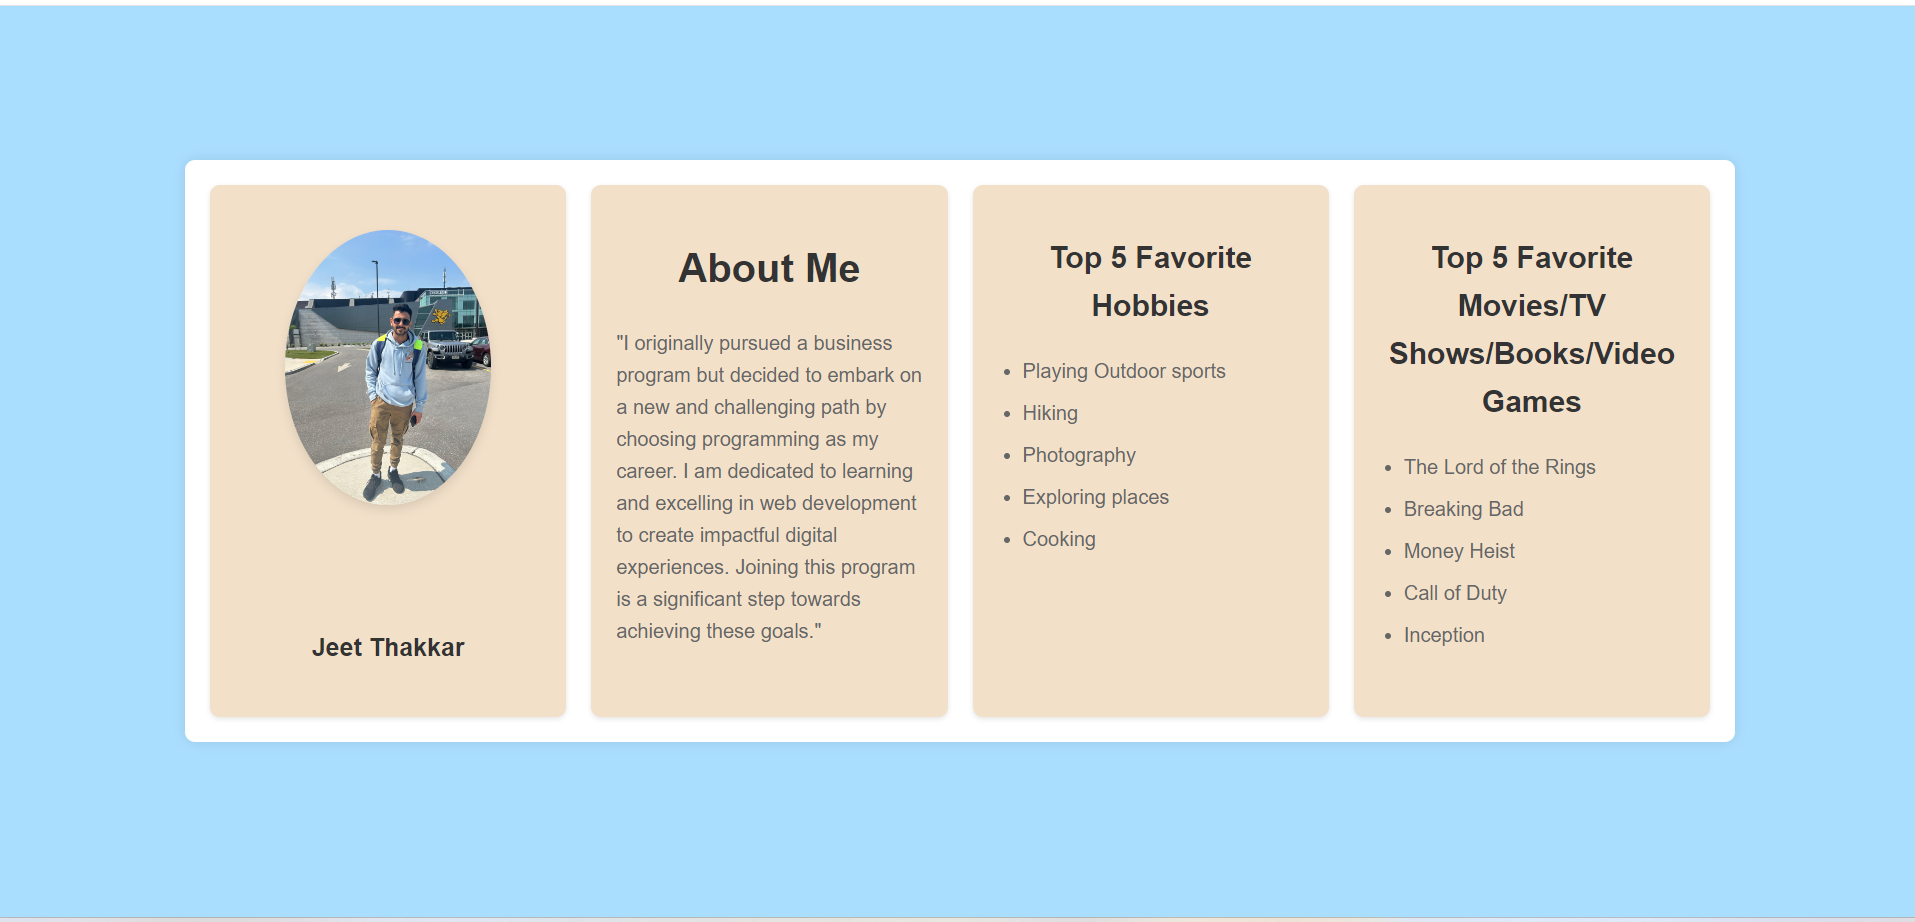 Jeet Thakkar
About Me
"I originally pursued a business
program but decided to embark on
a new and challenging path by
choosing programming as my
career. I am dedicated to learning
and excelling in web development
to create impactful digital
experiences. Joining this program
is a significant step towards
achieving these goals."
Top 5 Favorite
Hobbies
• Playing Outdoor sports
• Hiking
• Photography
• Exploring places
• Cooking
Top 5 Favorite
Movies/TV
Shows/Books/Video
Games
• The Lord of the Rings
• Breaking Bad
• Money Heist
• Call of Duty
• Inception